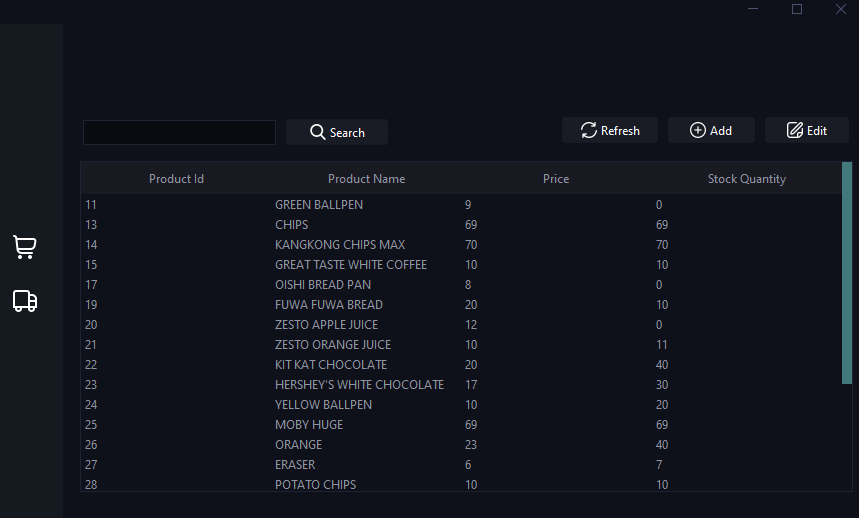 Search Refresh Add Edit
Product Id Product Name Price Stock Quantity
11 GREEN BALLPEN 9 0
13 CHIPS 69 69
14 KANGKONG CHIPS MAX 70 70
15 GREAT TASTE WHITE COFFEE 10 10
17 OISHI BREAD PAN 8 0
19 FUWA FUWA BREAD 20 10
20 ZESTO APPLE JUICE 12 0
21 ZESTO ORANGE JUICE 10 11
22 KIT KAT CHOCOLATE 20 40
23 HERSHEY'S WHITE CHOCOLATE 17 30
24 YELLOW BALLPEN 10 20
25 MOBY HUGE 69 69
26 ORANGE 23 40
27 ERASER 6 7
28 POTATO CHIPS 10 10